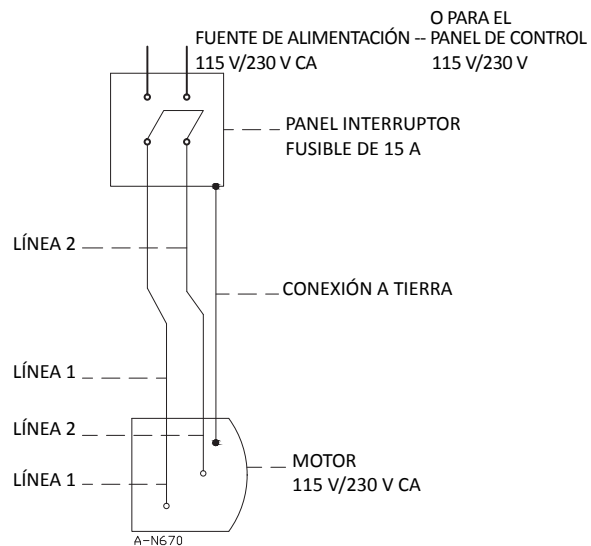 O PARA EL
FUENTE DE ALIMENTACIÓN -- PANEL DE CONTROL
115 V/230 V CA
115 V/230 V
PANEL INTERRUPTOR
FUSIBLE DE 15 A
LÍNEA 2
CONEXIÓN A TIERRA
LÍNEA 1
LÍNEA 2
LÍNEA 1
MOTOR
115 V/230 V CA
A-N670